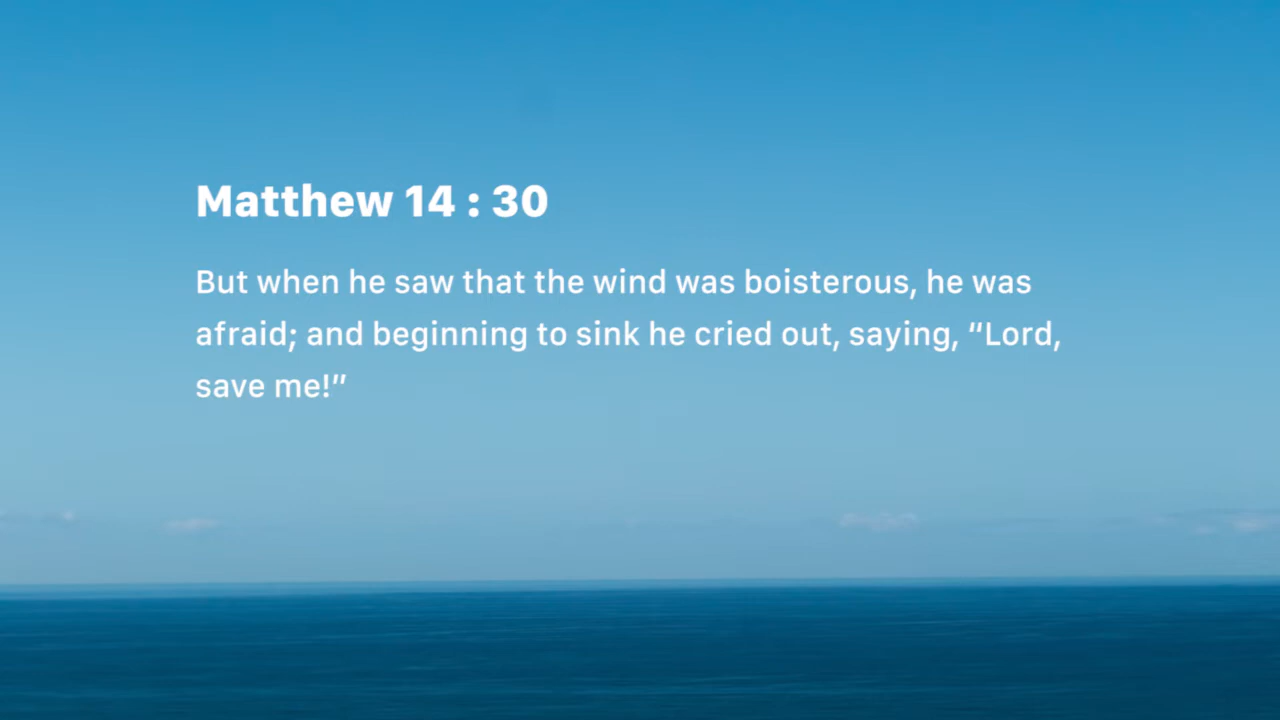 Matthew 14 : 30
But when he saw that the wind was boisterous, he was
afraid; and beginning to sink he cried out, saying, “Lord,
save me!”